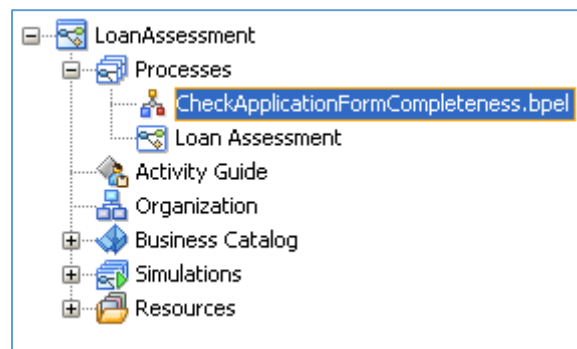 LoanAssessment
Processes
CheckApplicationFormCompleteness.bpel
Loan Assessment
Activity Guide
Organization
Business Catalog
Simulations
Resources